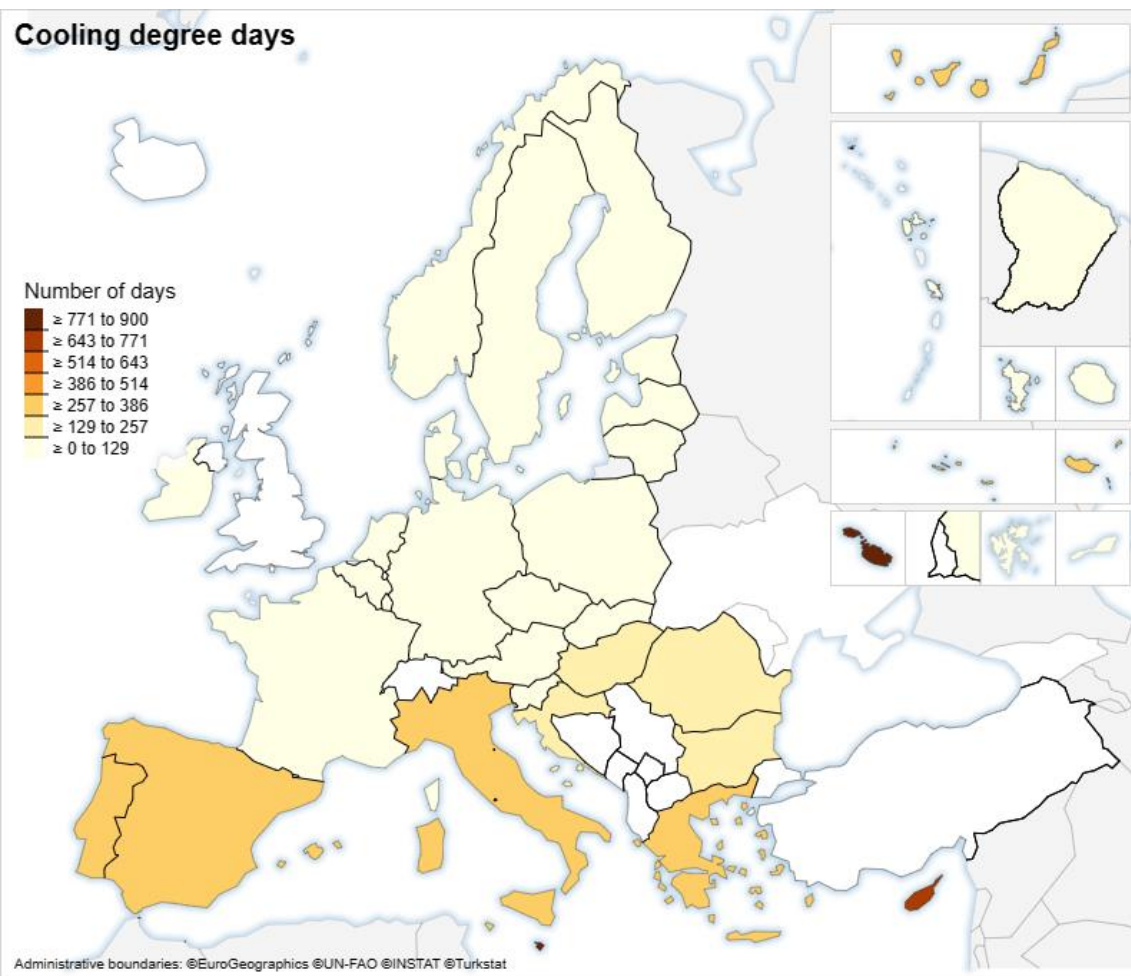 Cooling degree days
Number of days
≥ 771 to 900
≥ 643 to 771
≥ 514 to 643
≥ 386 to 514
≥ 257 to 386
≥ 129 to 257
≥ 0 to 129
Administrative boundaries: ©EuroGeographics ©UN-FAO ©INSTAT ©Turkstat